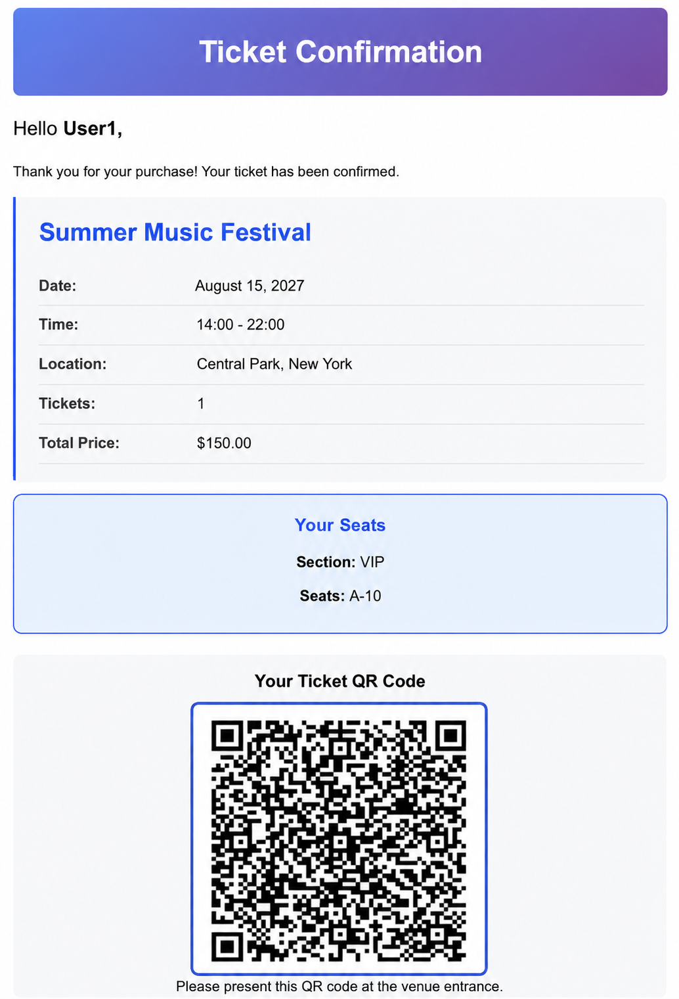 Ticket Confirmation
Hello User1,
Thank you for your purchase! Your ticket has been confirmed.
Summer Music Festival
Date: August 15, 2027
Time: 14:00 - 22:00
Location: Central Park, New York
Tickets: 1
Total Price: $150.00
Your Seats
Section: VIP
Seats: A-10
Your Ticket QR Code
Please present this QR code at the venue entrance.